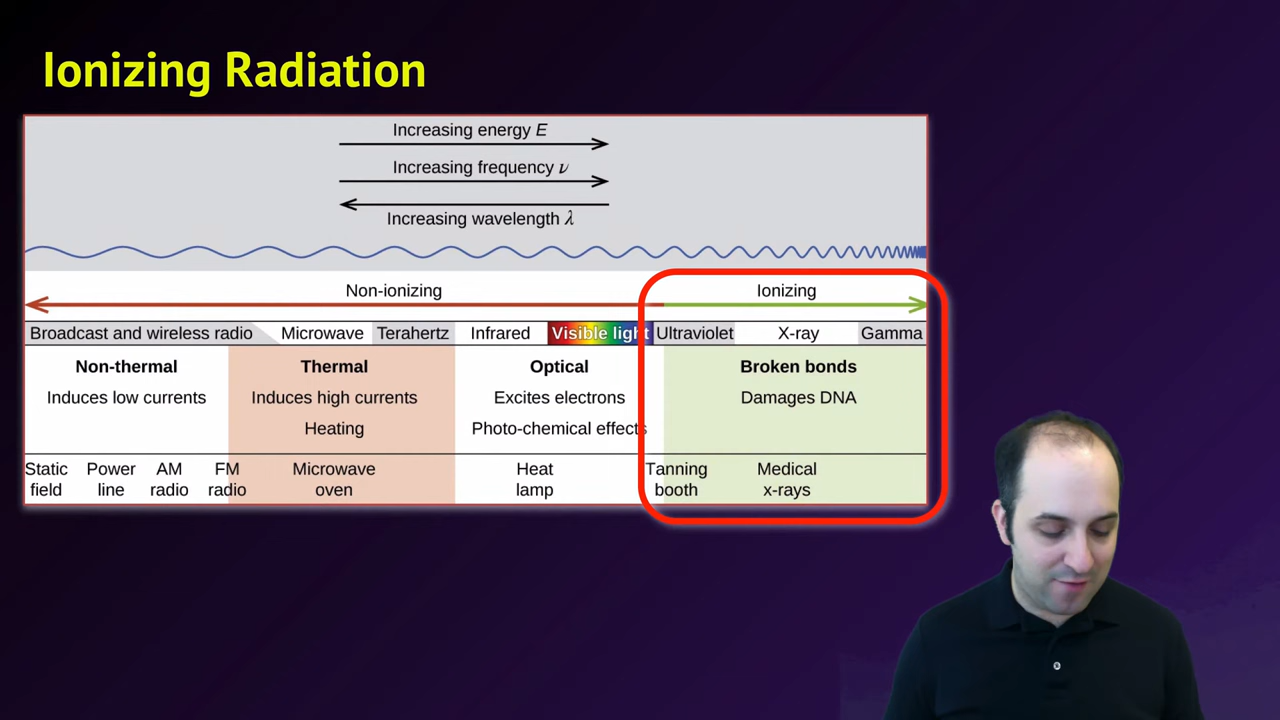 Ionizing Radiation
Increasing energy E
Increasing frequency ν
Increasing wavelength λ
Non-ionizing Ionizing
Broadcast and wireless radio Microwave Terahertz Infrared Visible light Ultraviolet X-ray Gamma
Non-thermal Thermal Optical Broken bonds
Induces low currents Induces high currents Excites electrons Damages DNA
Heating Photo-chemical effects
Static Power AM FM Microwave Heat Tanning Medical
field line radio radio oven lamp booth x-rays